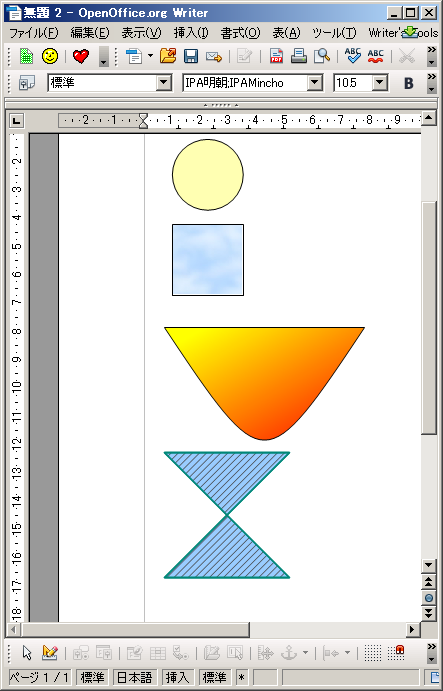 無題 2 - OpenOffice.org Writer
ファイル(F) 編集(E) 表示(V) 挿入(I) 書式(O) 表(A) ツール(T) Writer's Tools
ABC ABC
標準 IPA明朝;IPAMincho 10.5 B
2 1 1 2 3 4 5 6 7 8 9
2
3
4
5
6
7
8
9
10
11
12
13
14
15
16
17
18
ページ 1 / 1 標準 日本語 挿入 標準 *